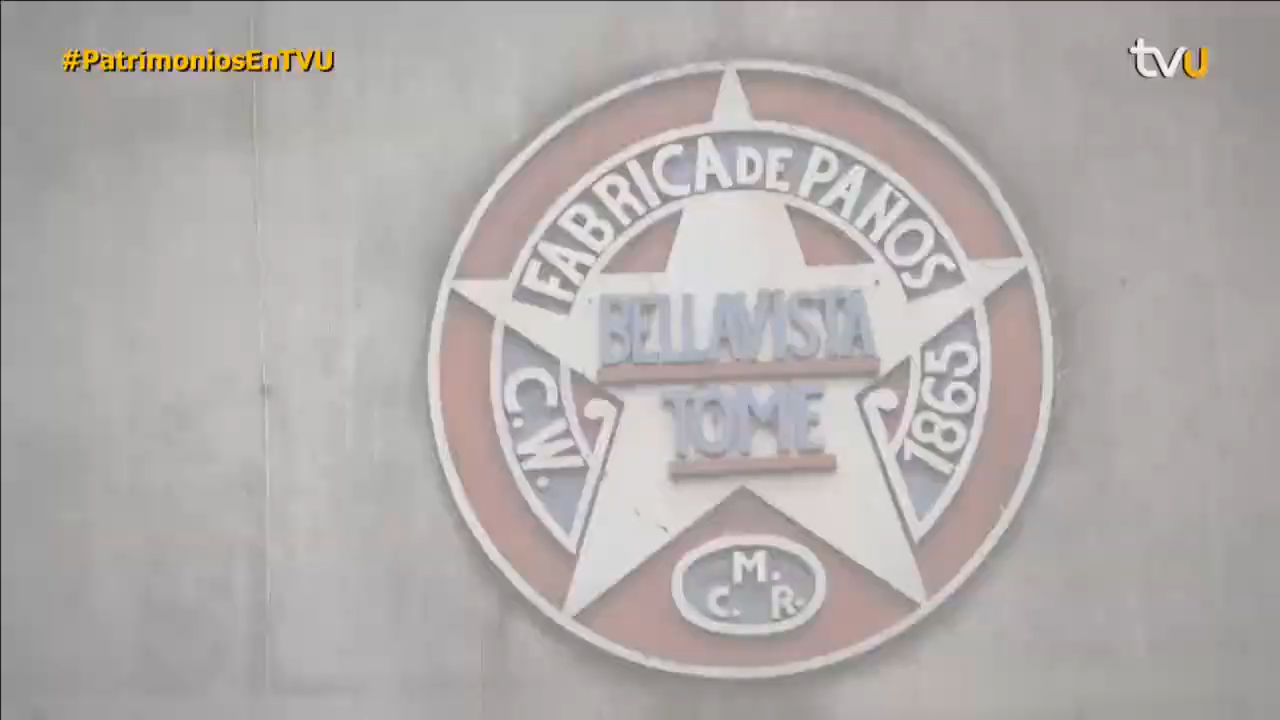 #PatrimoniosEnTVU
tvu
FABRICA DE PAÑOS
BELLAVISTA
TOME
C.W.
1865
M.
C. R.